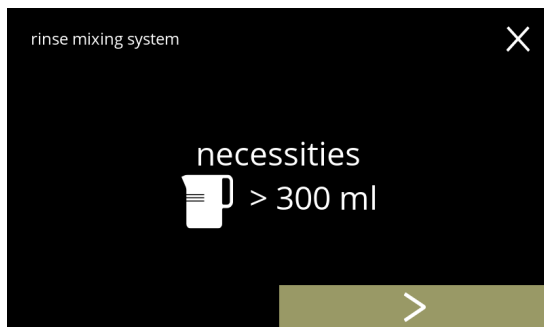 rinse mixing system
necessities
> 300 ml